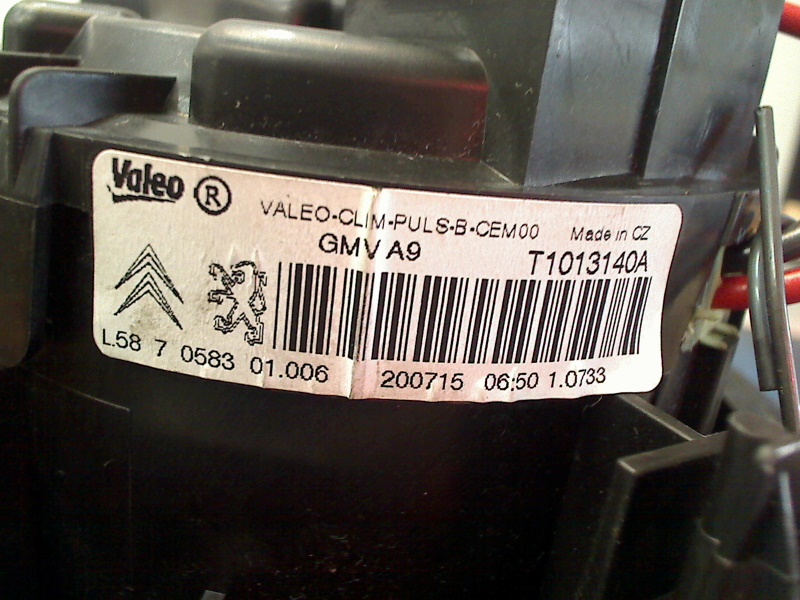 Valeo ® VALEO-CLIM-PULS-B-CEM00 Made in CZ
GMV A9 T1013140A
L.58 7 0583 01.006 200715 06:50 1.0733